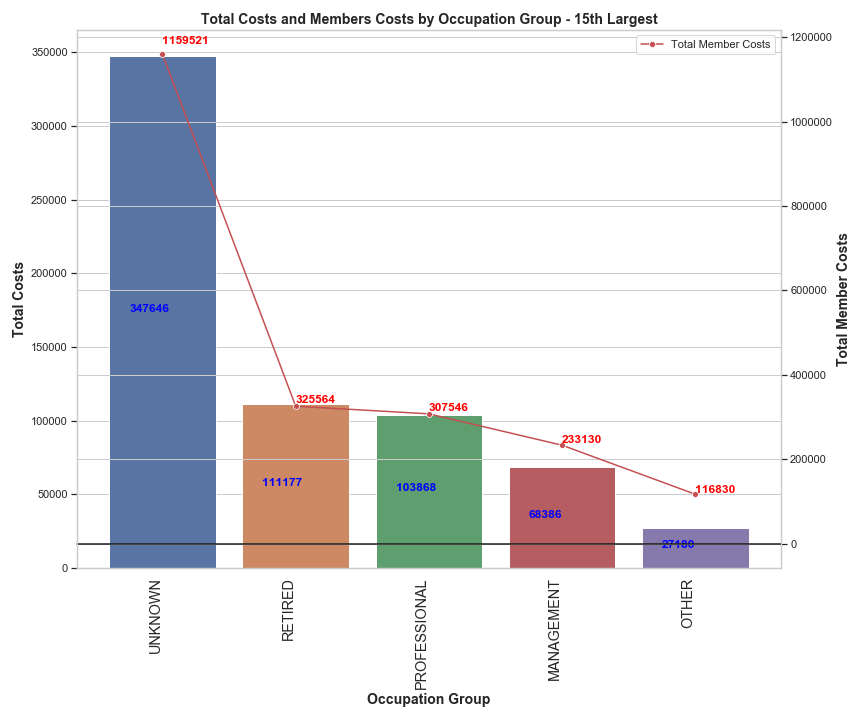 Total Costs and Members Costs by Occupation Group - 15th Largest
Total Member Costs
350000
300000
250000
200000
150000
100000
50000
0
Total Costs
1200000
1000000
800000
600000
400000
200000
0
Total Member Costs
1159521
325564
307546
233130
116830
347646
111177
103868
68386
27180
UNKNOWN
RETIRED
PROFESSIONAL
MANAGEMENT
OTHER
Occupation Group